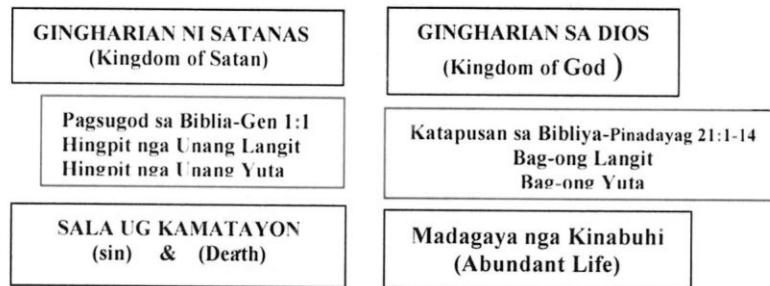 GINGHARIAN NI SATANAS
(Kingdom of Satan)
GINGHARIAN SA DIOS
(Kingdom of God )
Pagsugod sa Biblia-Gen 1:1
Hingpit nga Unang Langit
Hingpit nga Unang Yuta
Katapusan sa Bibliya-Pinadayag 21:1-14
Bag-ong Langit
Bag-ong Yuta
SALA UG KAMATAYON
(sin) & (Death)
Madagaya nga Kinabuhi
(Abundant Life)